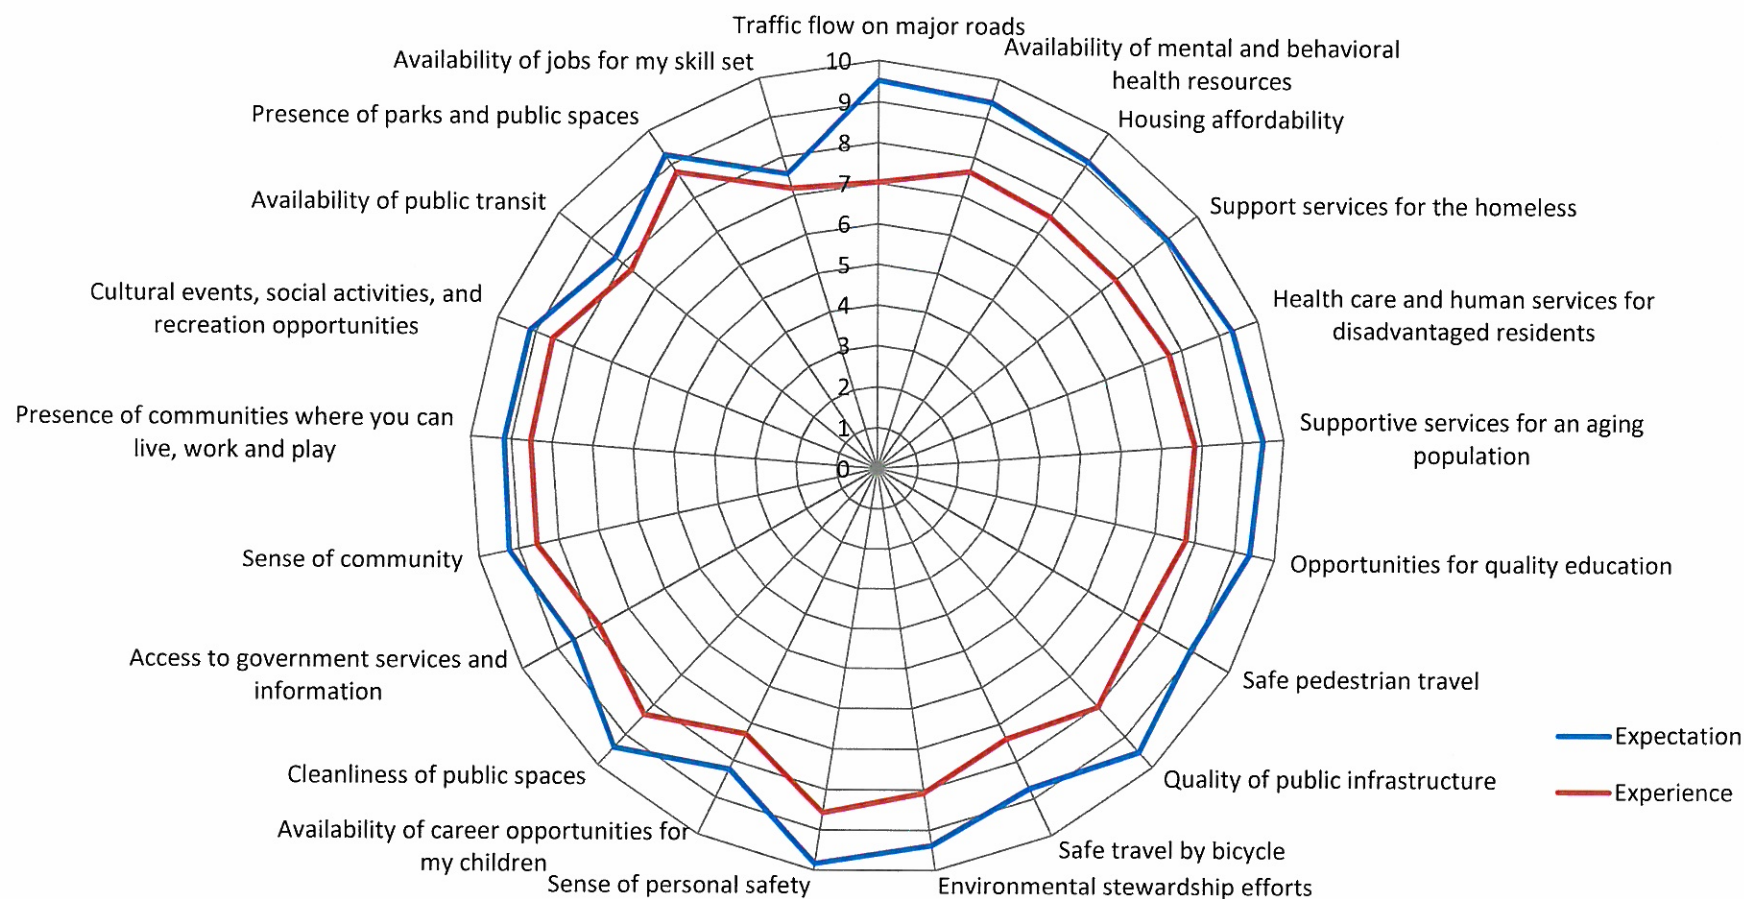 Traffic flow on major roads
Availability of mental and behavioral
health resources
Housing affordability
Support services for the homeless
Health care and human services for
disadvantaged residents
Supportive services for an aging
population
Opportunities for quality education
Safe pedestrian travel
Quality of public infrastructure
Safe travel by bicycle
Environmental stewardship efforts
Sense of personal safety
Availability of career opportunities for
my children
Cleanliness of public spaces
Access to government services and
information
Sense of community
Presence of communities where you can
live, work and play
Cultural events, social activities, and
recreation opportunities
Availability of public transit
Presence of parks and public spaces
Availability of jobs for my skill set
10
9
8
7
6
5
4
3
2
1
0
Expectation
Experience